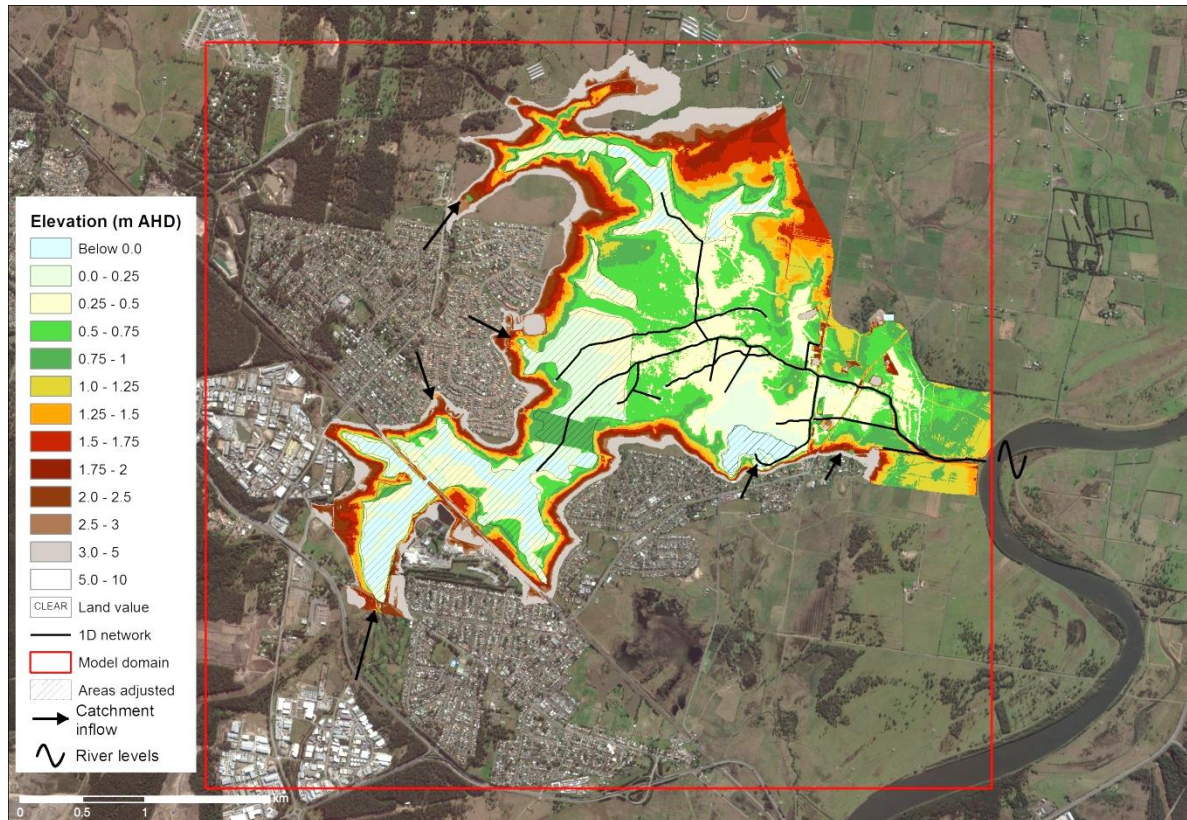 Elevation (m AHD)
Below 0.0
0.0 - 0.25
0.25 - 0.5
0.5 - 0.75
0.75 - 1
1.0 - 1.25
1.25 - 1.5
1.5 - 1.75
1.75 - 2
2.0 - 2.5
2.5 - 3
3.0 - 5
5.0 - 10
CLEAR Land value
1D network
Model domain
Areas adjusted
Catchment
inflow
River levels
km
0 0.5 1 2